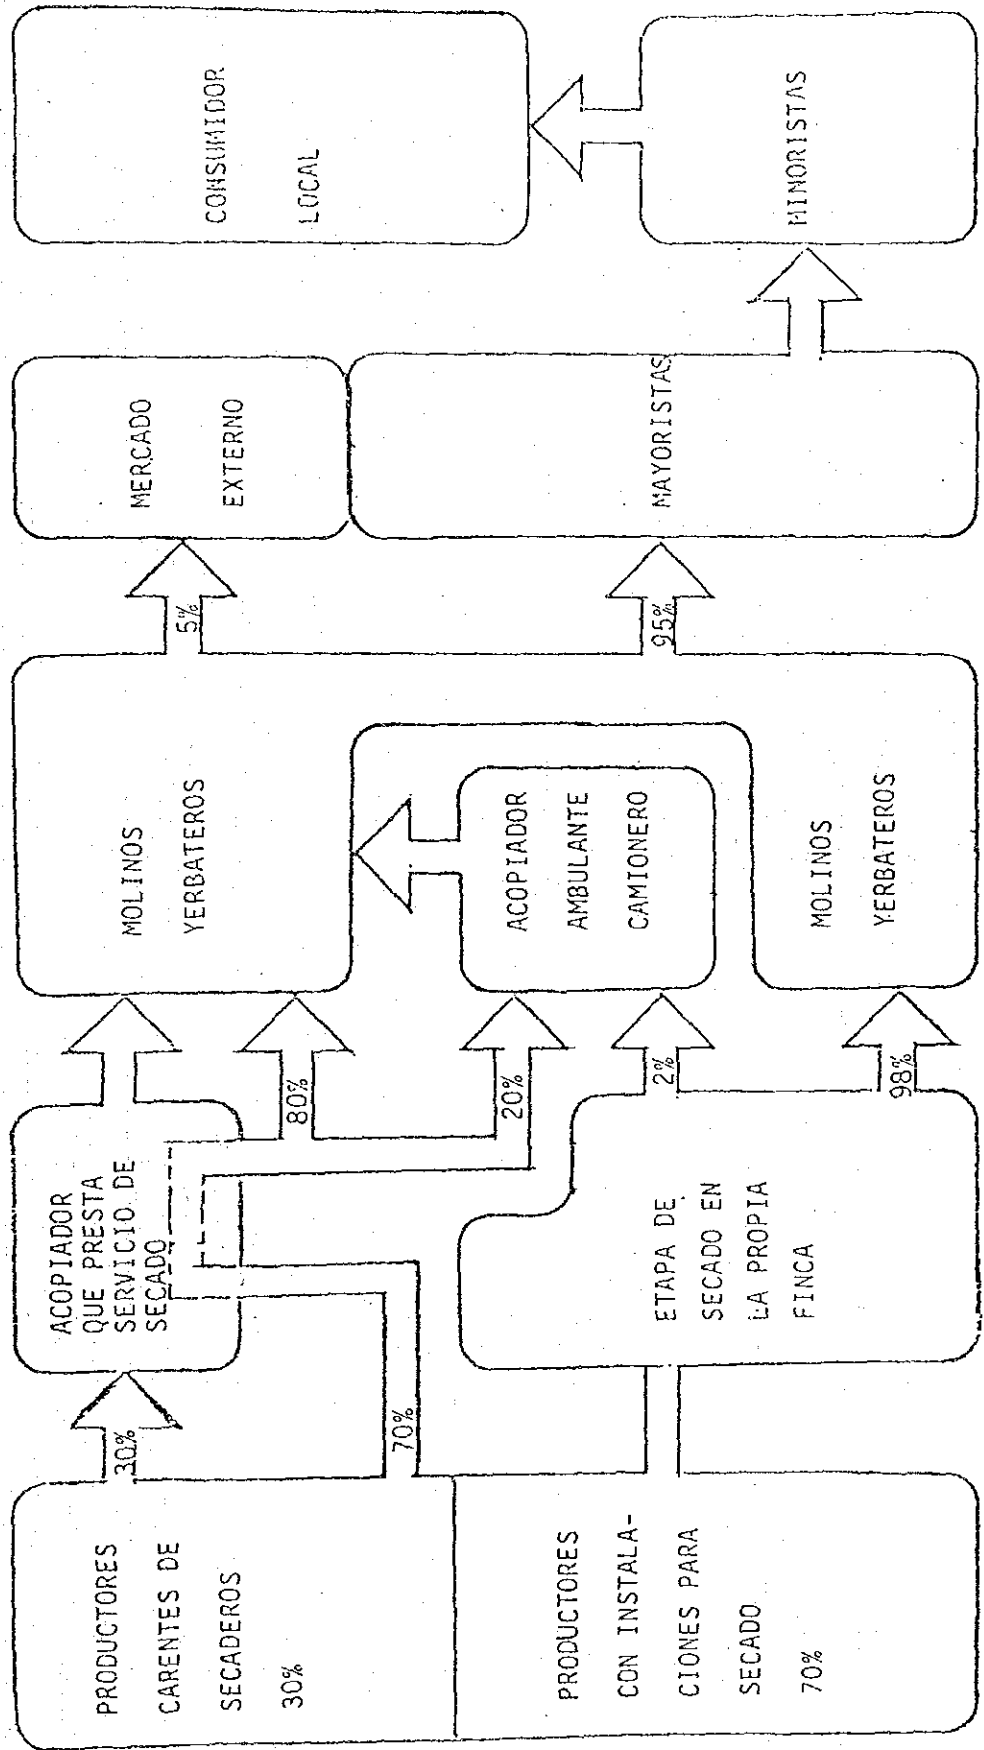 PRODUCTORES
CARENTES DE
SECADEROS
30%
PRODUCTORES
CON INSTALA-
CIONES PARA
SECADO
70%
30%
70%
ACOPIADOR
QUE PRESTA
SERVICIO DE
SECADO
ETAPA DE
SECADO EN
LA PROPIA
FINCA
80%
20%
2%
98%
MOLINOS
YERBATEROS
ACOPIADOR
AMBULANTE
CAMIONERO
MOLINOS
YERBATEROS
5%
95%
MERCADO
EXTERNO
MAYORISTAS
CONSUMIDOR
LOCAL
MINORISTAS